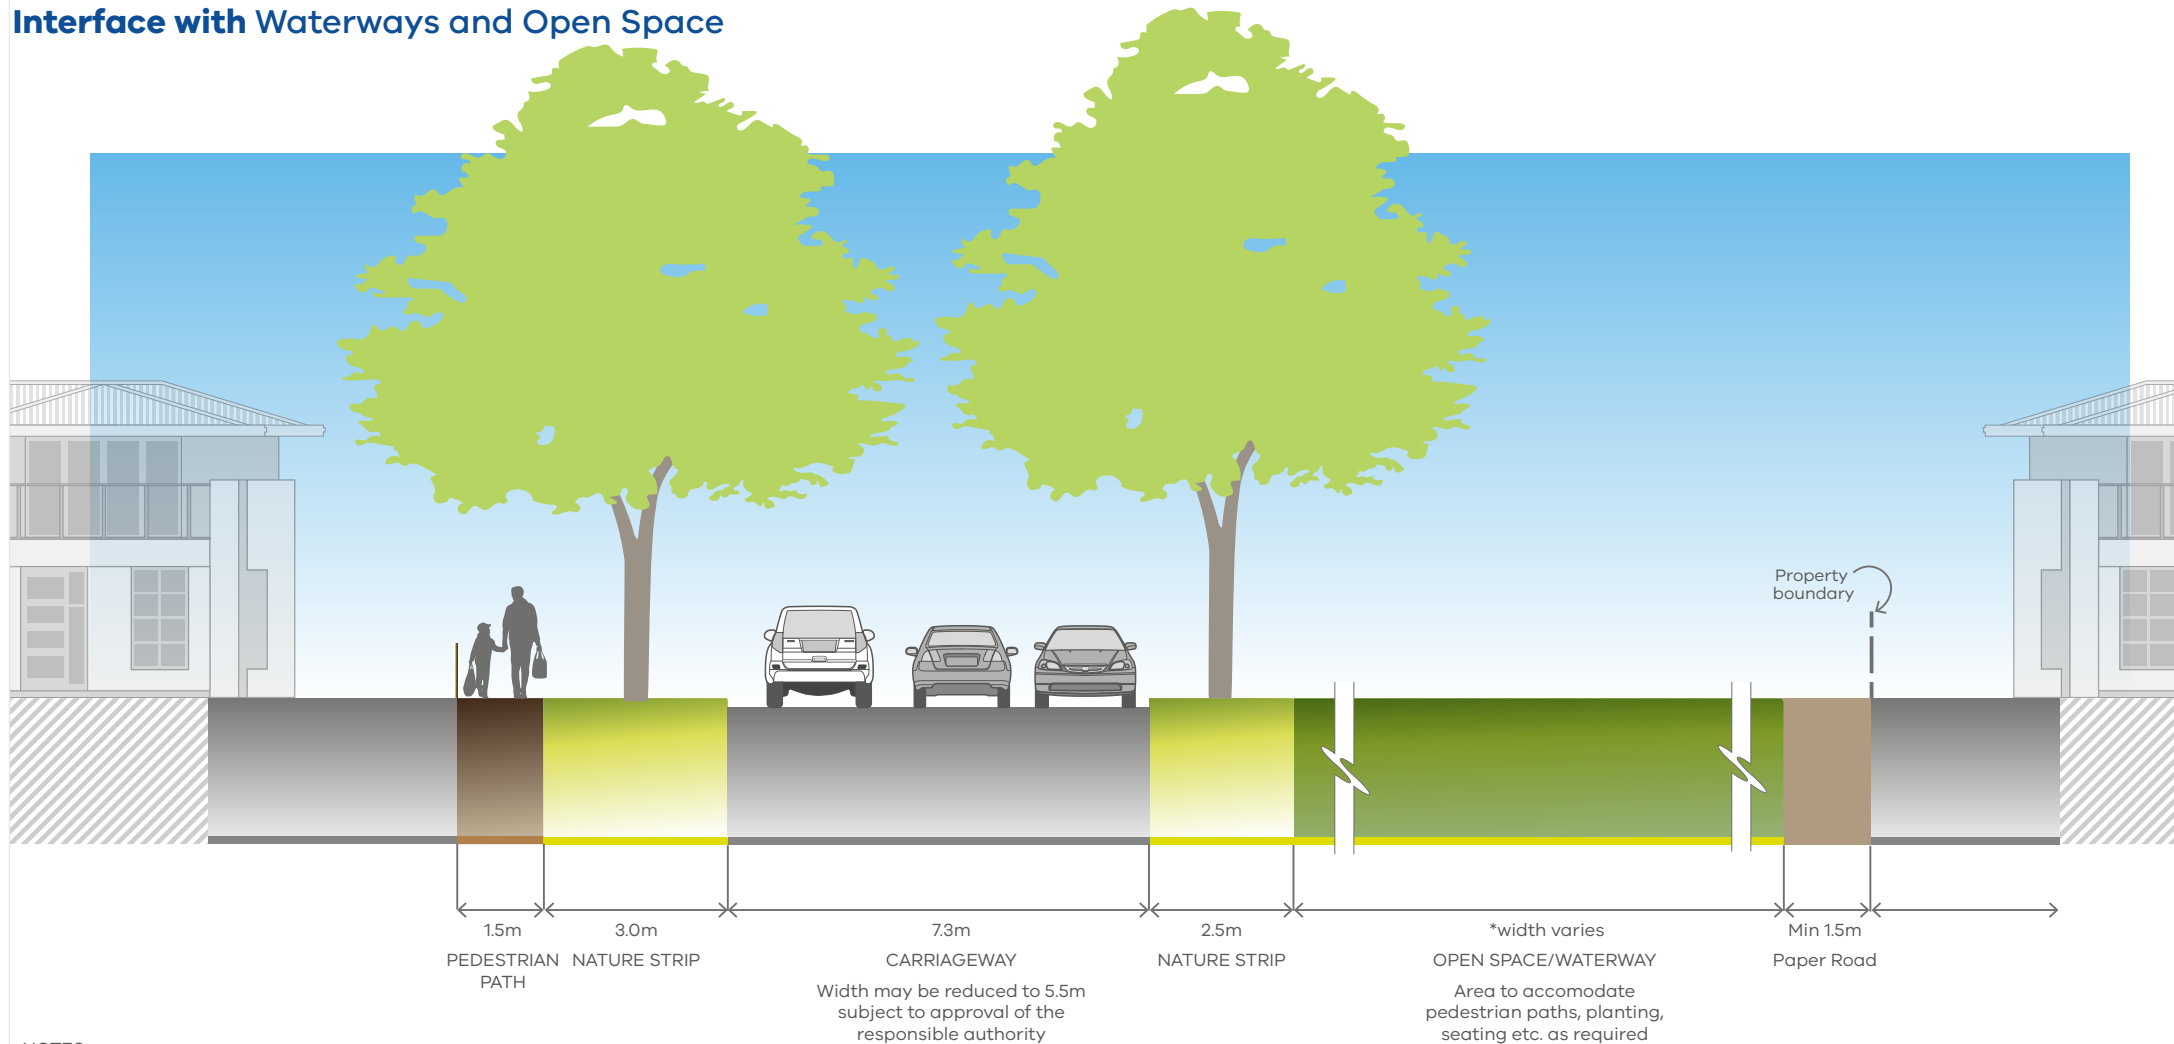 Interface with Waterways and Open Space
Property
boundary
1.5m
PEDESTRIAN
PATH
3.0m
NATURE STRIP
7.3m
CARRIAGEWAY
Width may be reduced to 5.5m
subject to approval of the
responsible authority
2.5m
NATURE STRIP
*width varies
OPEN SPACE/WATERWAY
Area to accomodate
pedestrian paths, planting,
seating etc. as required
Min 1.5m
Paper Road